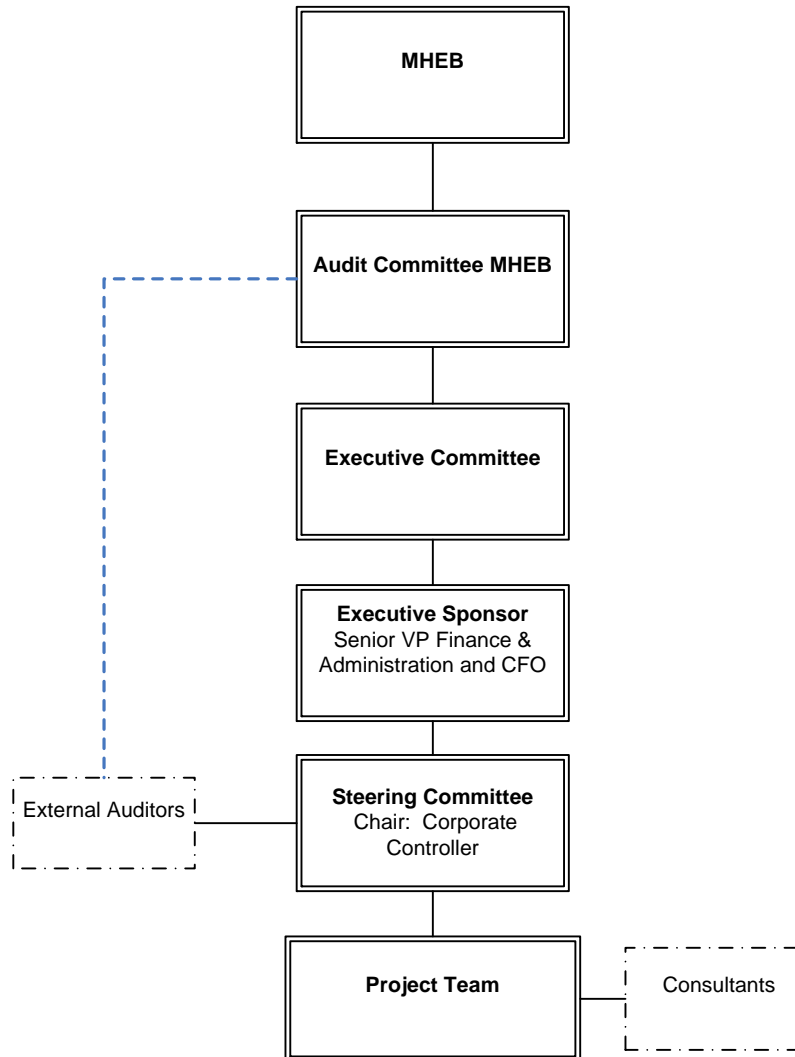 MHEB
Audit Committee MHEB
Executive Committee
Executive Sponsor
Senior VP Finance &
Administration and CFO
Steering Committee
Chair:  Corporate
Controller
External Auditors
Project Team
Consultants